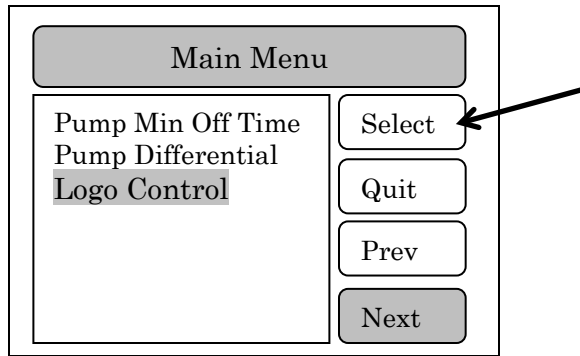 Main Menu
Pump Min Off Time
Pump Differential
Logo Control
Select
Quit
Prev
Next